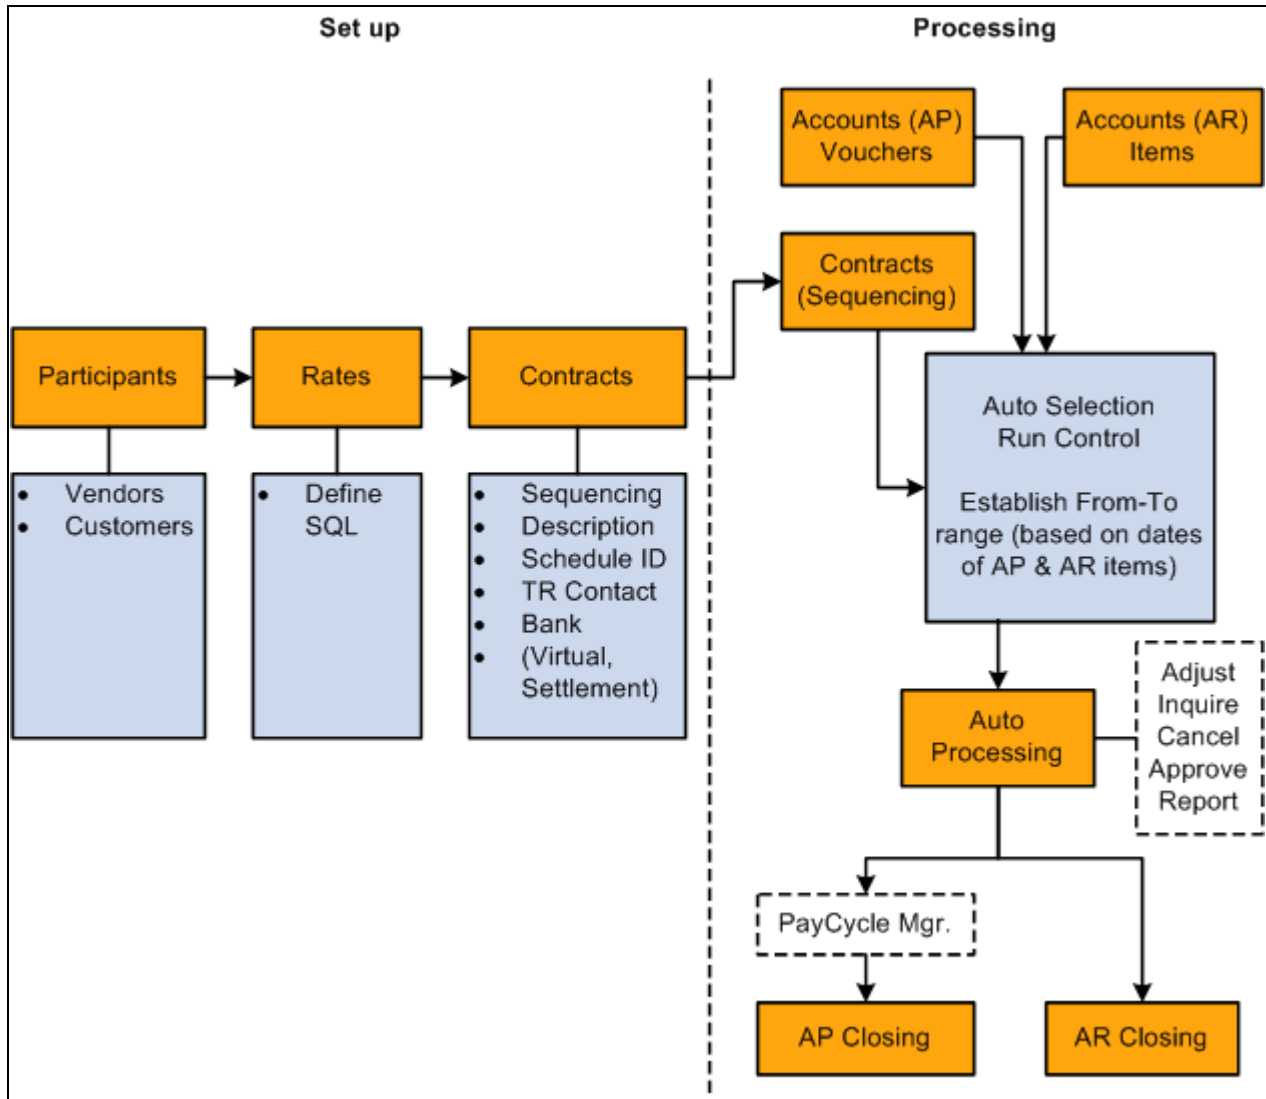 Set up
Processing
Accounts (AP)
Vouchers
Accounts (AR)
Items
Contracts
(Sequencing)
Participants
Rates
Contracts
• Vendors
• Customers
• Define
SQL
• Sequencing
• Description
• Schedule ID
• TR Contact
• Bank
• (Virtual,
Settlement)
Auto Selection
Run Control
Establish From-To
range (based on dates
of AP & AR items)
Auto
Processing
Adjust
Inquire
Cancel
Approve
Report
PayCycle Mgr.
AP Closing
AR Closing